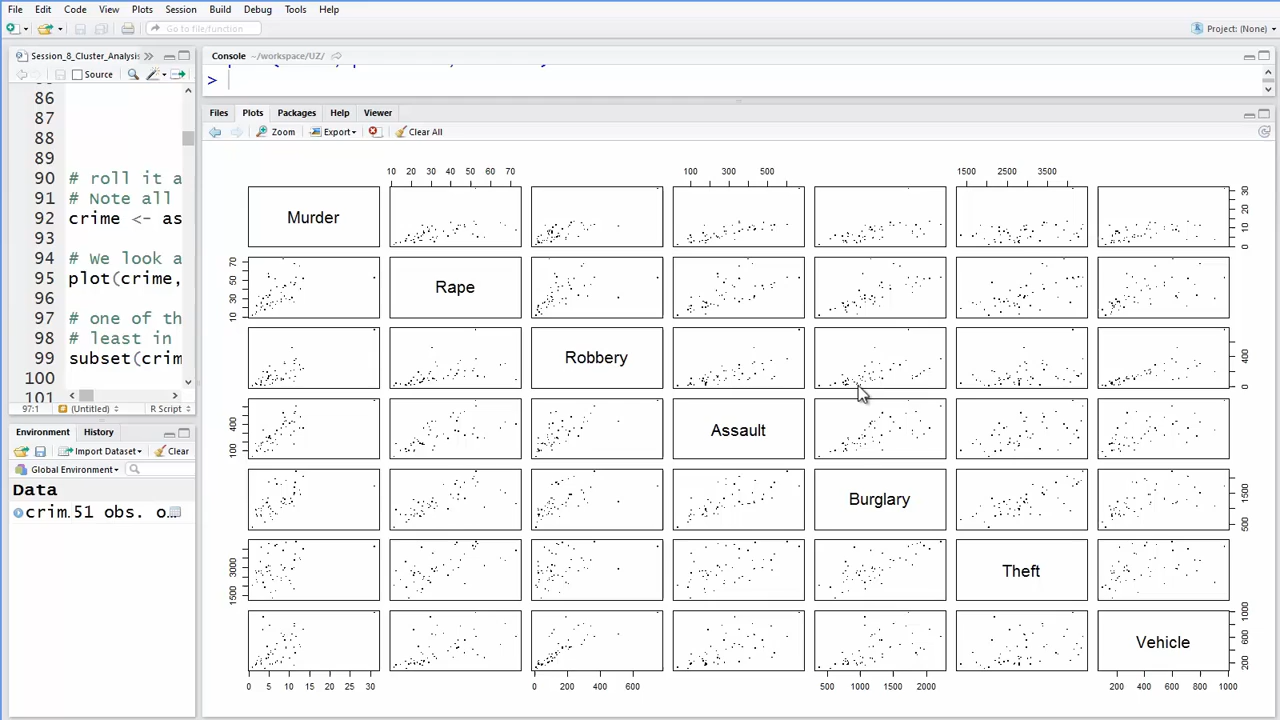 File Edit Code View Plots Session Build Debug Tools Help
Go to file/function
Project: (None)
Session_8_Cluster_Analysis
Source
86
87
88
89
90 # roll it a
91 # Note all
92 crime <- as
93
94 # We look a
95 plot(crime,
96
97 # one of th
98 # least in
99 subset(crim
100
101
97:1 (Untitled) R Script
Environment History
Import Dataset Clear
Global Environment
Data
crim. 51 obs. o…
Console ~/workspace/UZ/
>
Files Plots Packages Help Viewer
Zoom Export Clear All
10 20 30 40 50 60 70
100 300 500
1500 2500 3500
Murder
0 10 20 30
Rape
10 30 50 70
Robbery
0 400
Assault
100 400
Burglary
500 1500
Theft
1500 3000
Vehicle
200 600 1000
0 5 10 15 20 25 30
0 200 400 600
500 1000 1500 2000
200 400 600 800 1000